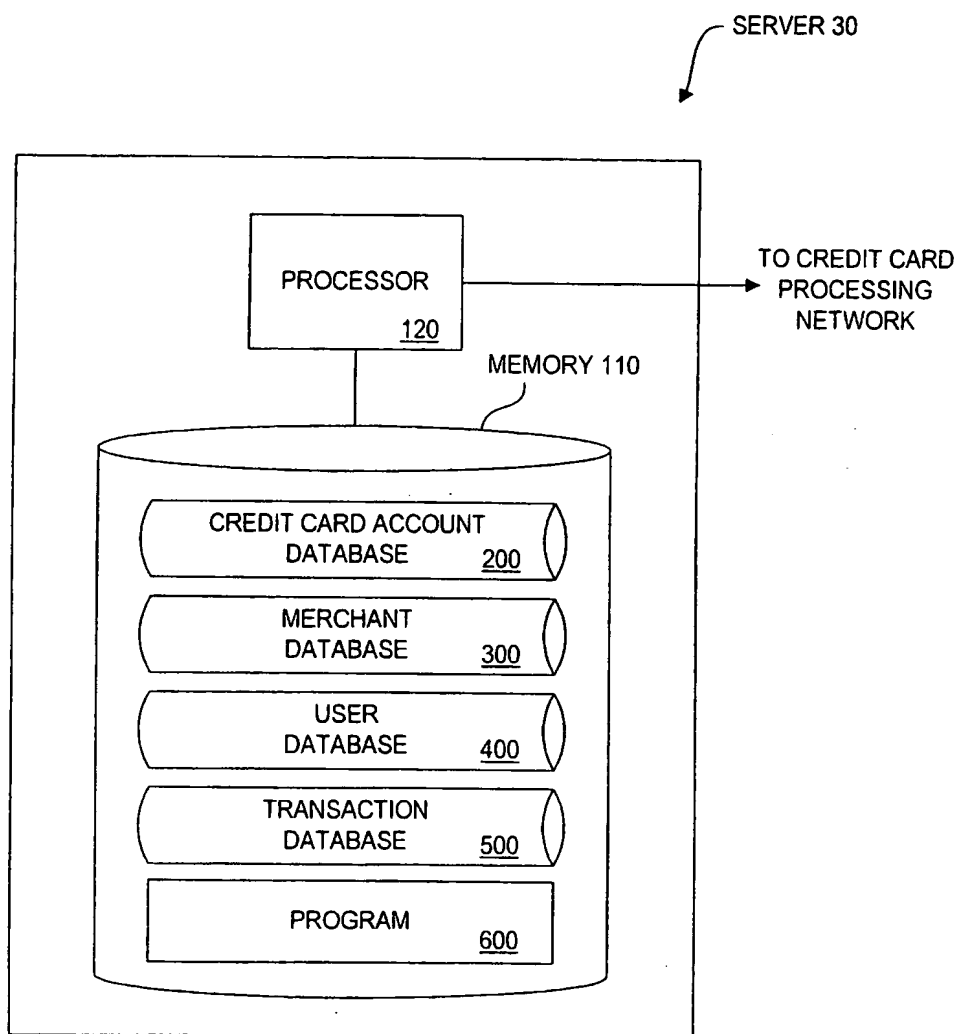 SERVER 30
PROCESSOR
120
TO CREDIT CARD
PROCESSING
NETWORK
MEMORY 110
CREDIT CARD ACCOUNT
DATABASE 200
MERCHANT
DATABASE 300
USER
DATABASE 400
TRANSACTION
DATABASE 500
PROGRAM
600